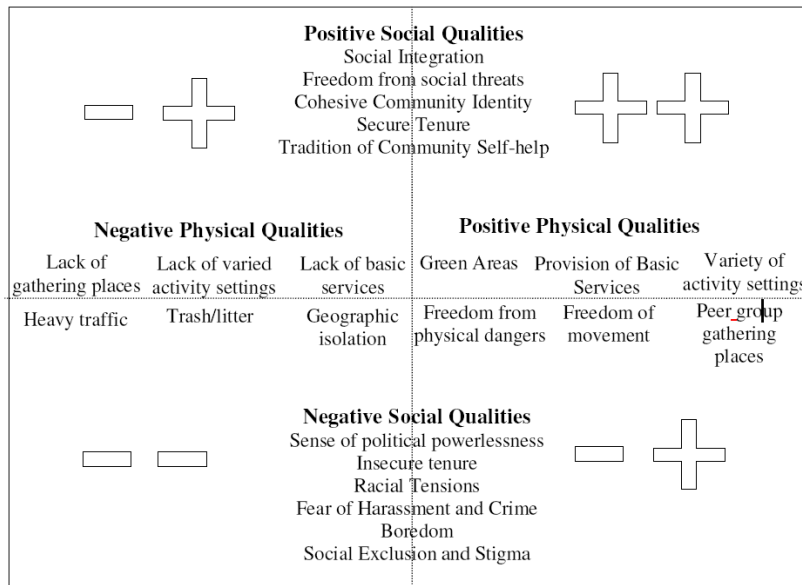 Positive Social Qualities
Social Integration
Freedom from social threats
Cohesive Community Identity
Secure Tenure
Tradition of Community Self-help
Negative Physical Qualities
Lack of
gathering places
Lack of varied
activity settings
Lack of basic
services
Heavy traffic
Trash/litter
Geographic
isolation
Positive Physical Qualities
Green Areas
Provision of Basic
Services
Variety of
activity settings
Freedom from
physical dangers
Freedom of
movement
Peer group
gathering
places
Negative Social Qualities
Sense of political powerlessness
Insecure tenure
Racial Tensions
Fear of Harassment and Crime
Boredom
Social Exclusion and Stigma